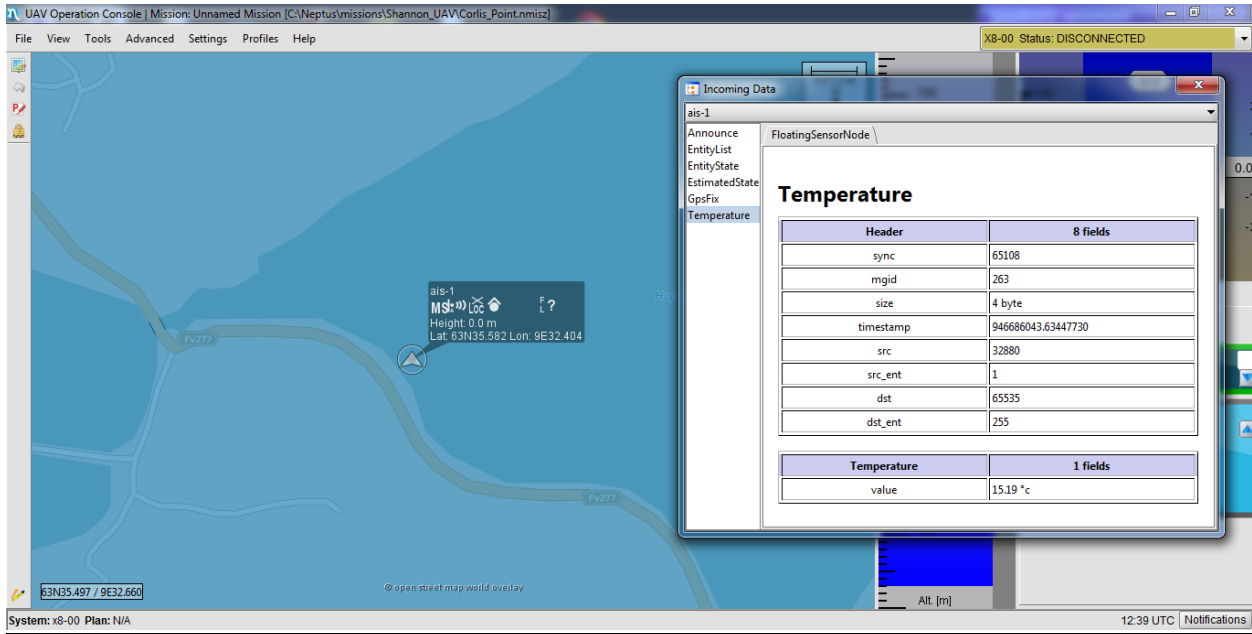 UAV Operation Console | Mission: Unnamed Mission [C:\Neptus\missions\Shannon_UAV\Corlis_Point.nmisz]
File View Tools Advanced Settings Profiles Help
X8-00 Status: DISCONNECTED
Incoming Data
ais-1
Announce
EntityList
EntityState
EstimatedState
GpsFix
Temperature
FloatingSensorNode
Temperature
Header 8 fields
sync 65108
mgid 263
size 4 byte
timestamp 946686043.63447730
src 32880
src_ent 1
dst 65535
dst_ent 255
Temperature 1 fields
value 15.19 °c
0.0
ais-1
LOC
F
L ?
Height: 0.0 m
Lat: 63N35.582 Lon: 9E32.404
Fv277
Fv277
63N35.497 / 9E32.660
© open street map world overlay
Alt. [m]
System: x8-00 Plan: N/A
12:39 UTC Notifications